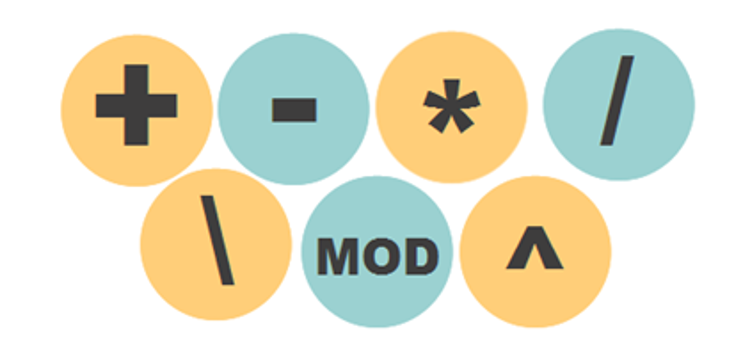 + - * /
\ MOD ^